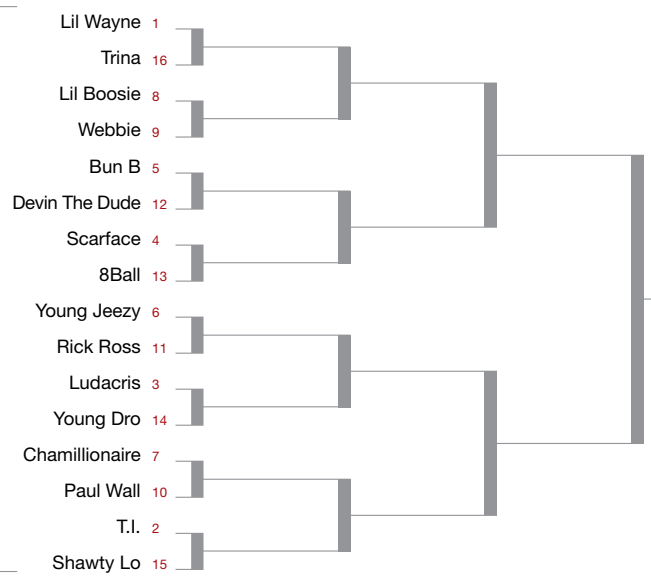 Lil Wayne 1
Trina 16
Lil Boosie 8
Webbie 9
Bun B 5
Devin The Dude 12
Scarface 4
8Ball 13
Young Jeezy 6
Rick Ross 11
Ludacris 3
Young Dro 14
Chamillionaire 7
Paul Wall 10
T.I. 2
Shawty Lo 15